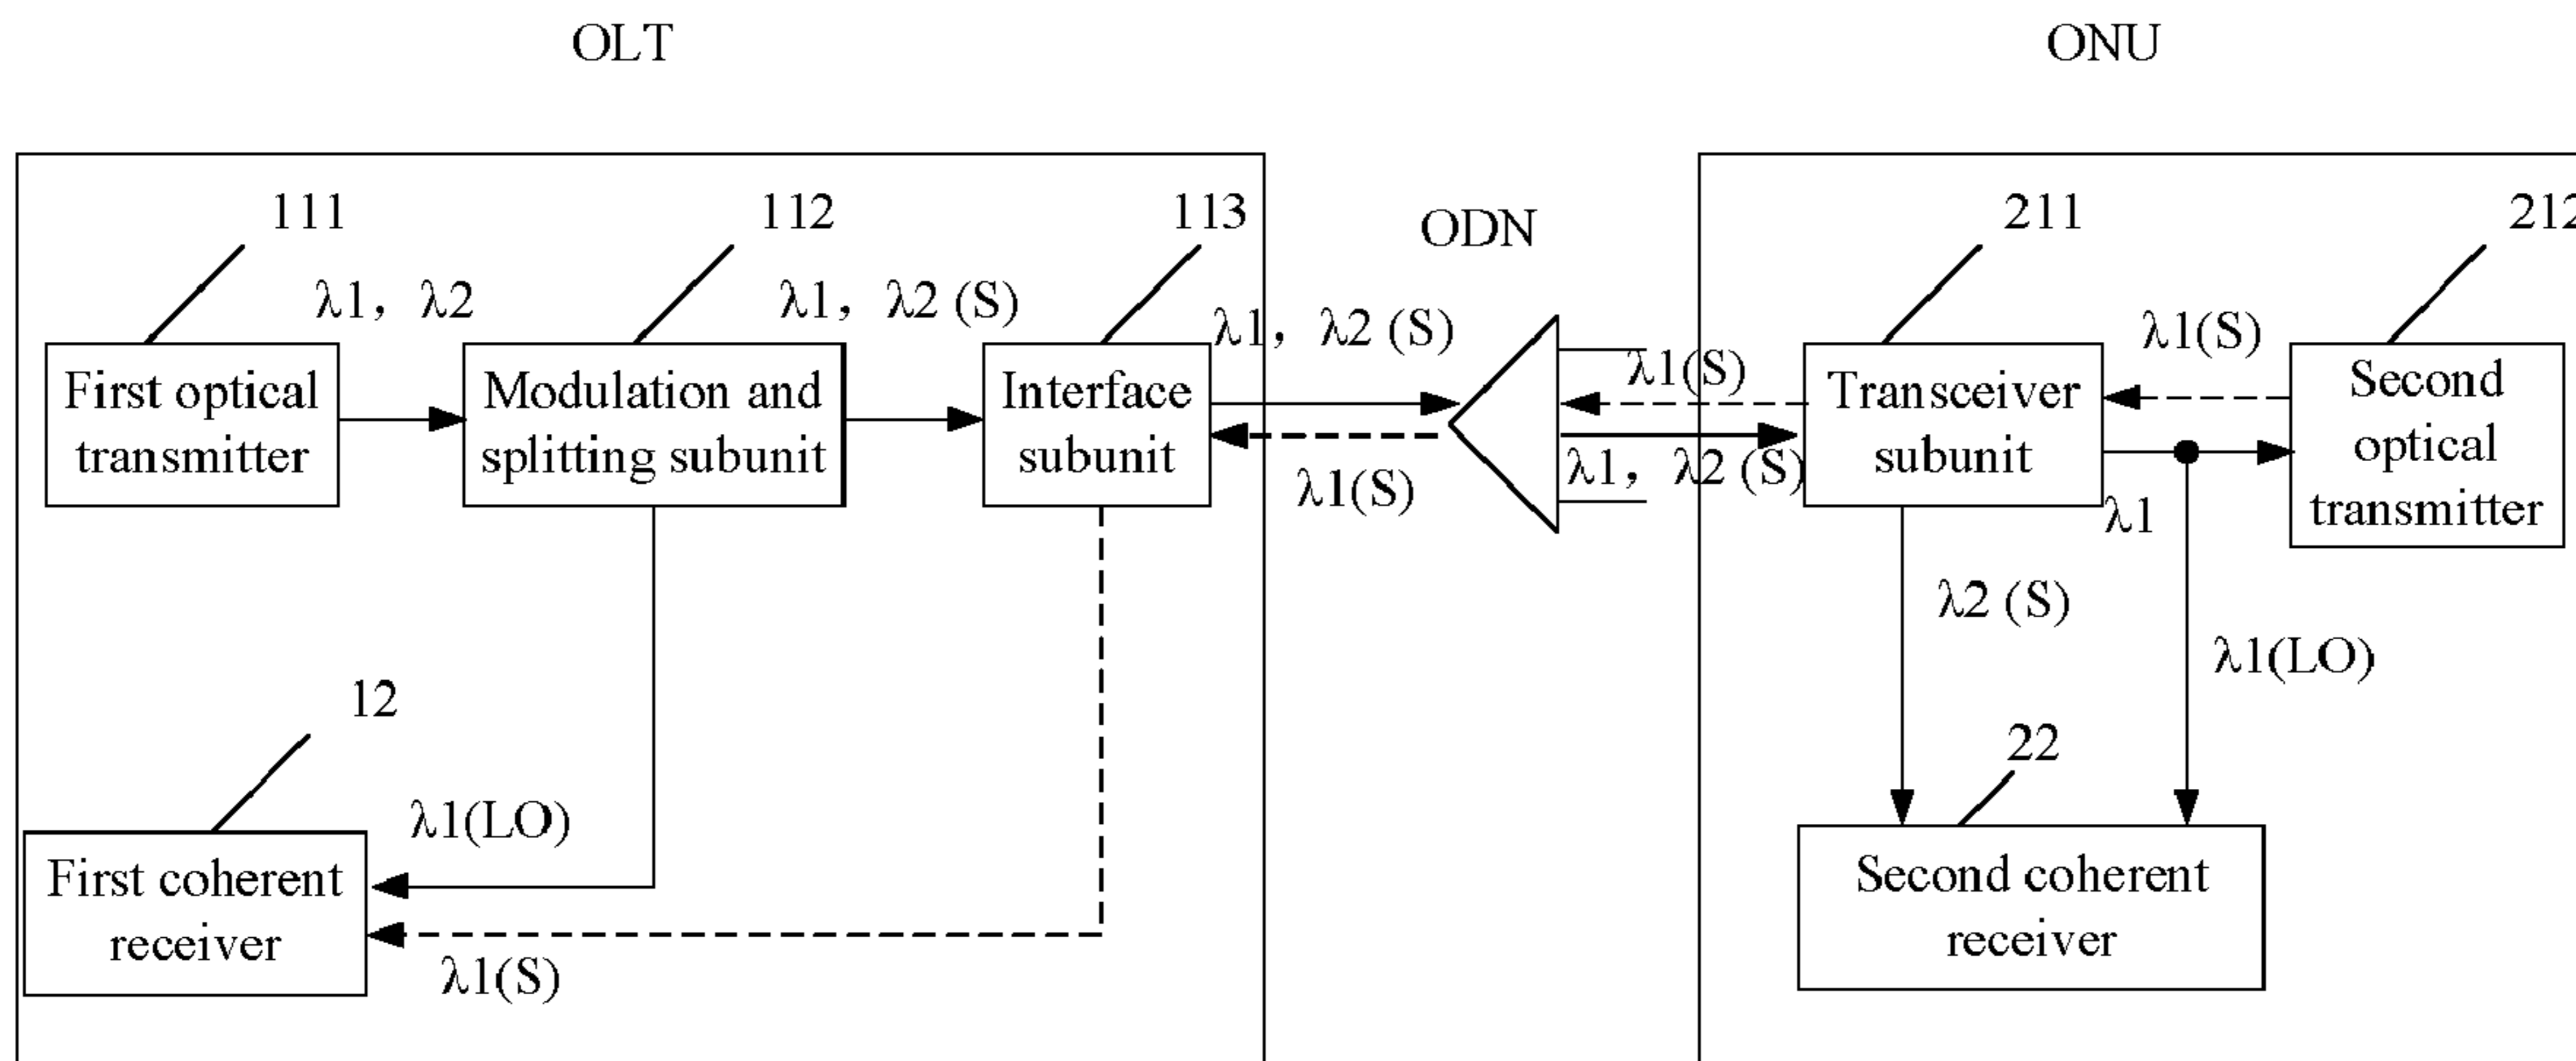 OLT
ONU
111
112
113
ODN
211
212
λ1, λ2
λ1, λ2 (S)
λ1, λ2 (S)
λ1(S)
λ1(S)
First optical
transmitter
Modulation and
splitting subunit
Interface
subunit
λ1(S)
λ1, λ2 (S)
Transceiver
subunit
λ1
Second
optical
transmitter
λ2 (S)
λ1(LO)
12
22
λ1(LO)
First coherent
receiver
λ1(S)
Second coherent
receiver